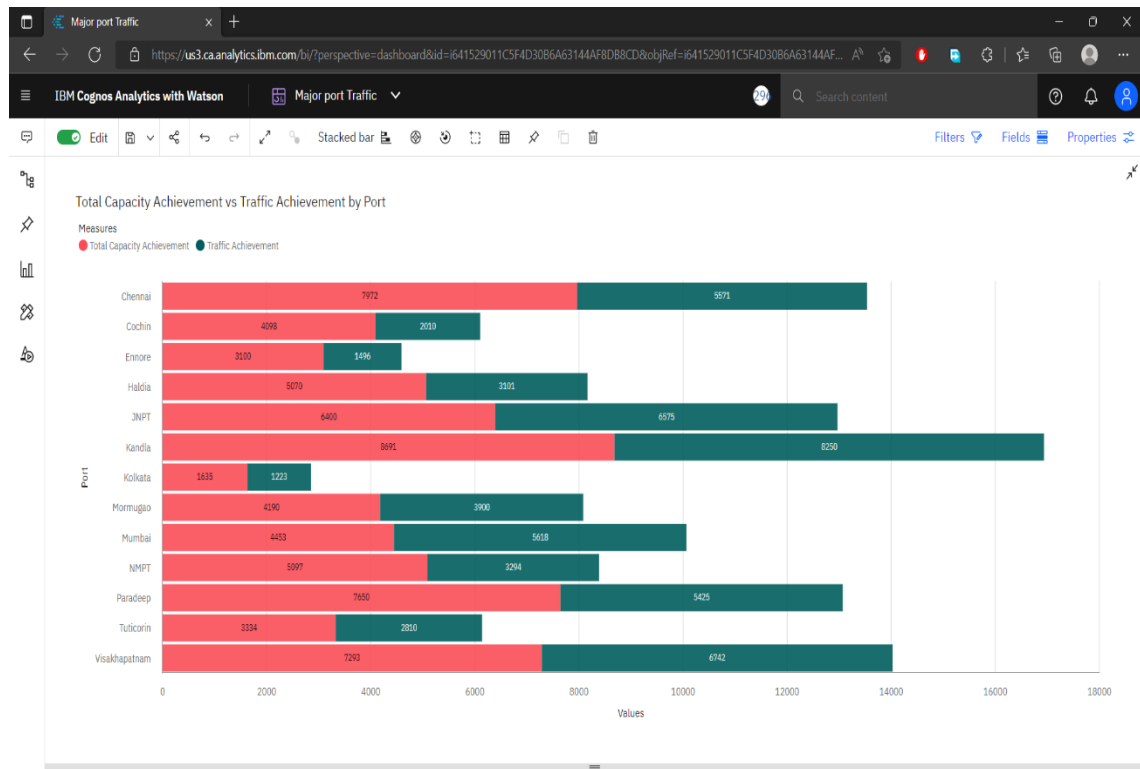 Major port Traffic
https://us3.ca.analytics.ibm.com/bi/?perspective=dashboard&id=i641529011C5F4D30B6A63144AF8DB8CD&objRef=i641529011C5F4D30B6A63144AF...
IBM Cognos Analytics with Watson Major port Traffic 296 Search content
Edit Stacked bar Filters Fields Properties
Total Capacity Achievement vs Traffic Achievement by Port
Measures
Total Capacity Achievement Traffic Achievement
Chennai 7972 5571
Cochin 4098 2010
Ennore 3100 1496
Haldia 5070 3101
JNPT 6400 6575
Kandla 8691 8250
Port
Kolkata 1635 1223
Mormugao 4190 3900
Mumbai 4453 5618
NMPT 5097 3294
Paradeep 7650 5425
Tuticorin 3334 2810
Visakhapatnam 7293 6742
0 2000 4000 6000 8000 10000 12000 14000 16000 18000
Values